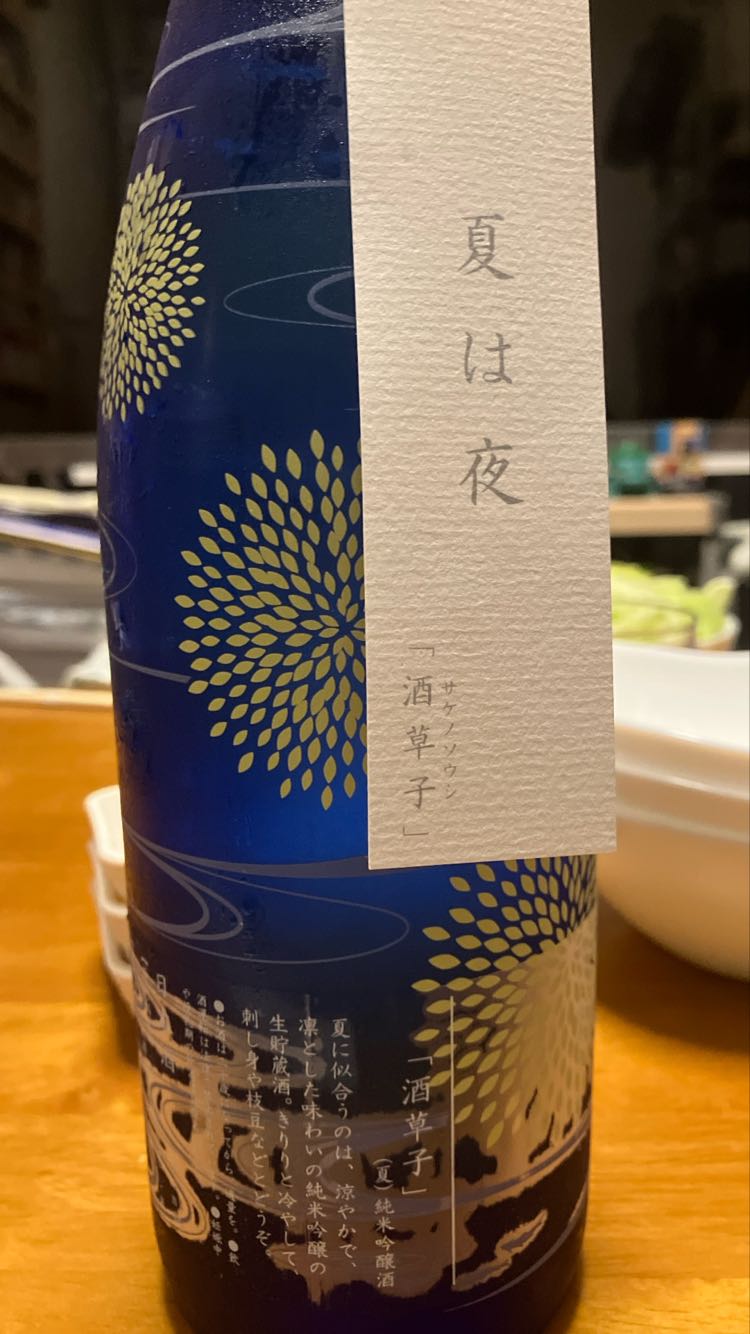 夏は夜
「酒草子」
サケノソウシ
「酒草子」
(夏)純米吟醸酒
夏に似合うのは、涼やかで、
凛とした味わいの純米吟醸の
生貯蔵酒。きりりと冷やして、
刺し身や枝豆などとどうぞ。